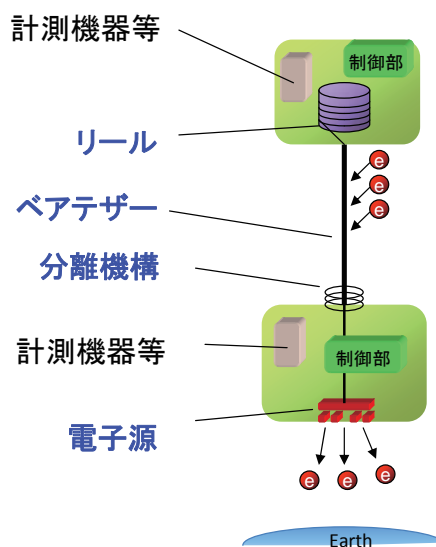 計測機器等
制御部
リール
e
e
e
ベアテザー
分離機構
計測機器等
制御部
電子源
e
e
e
Earth